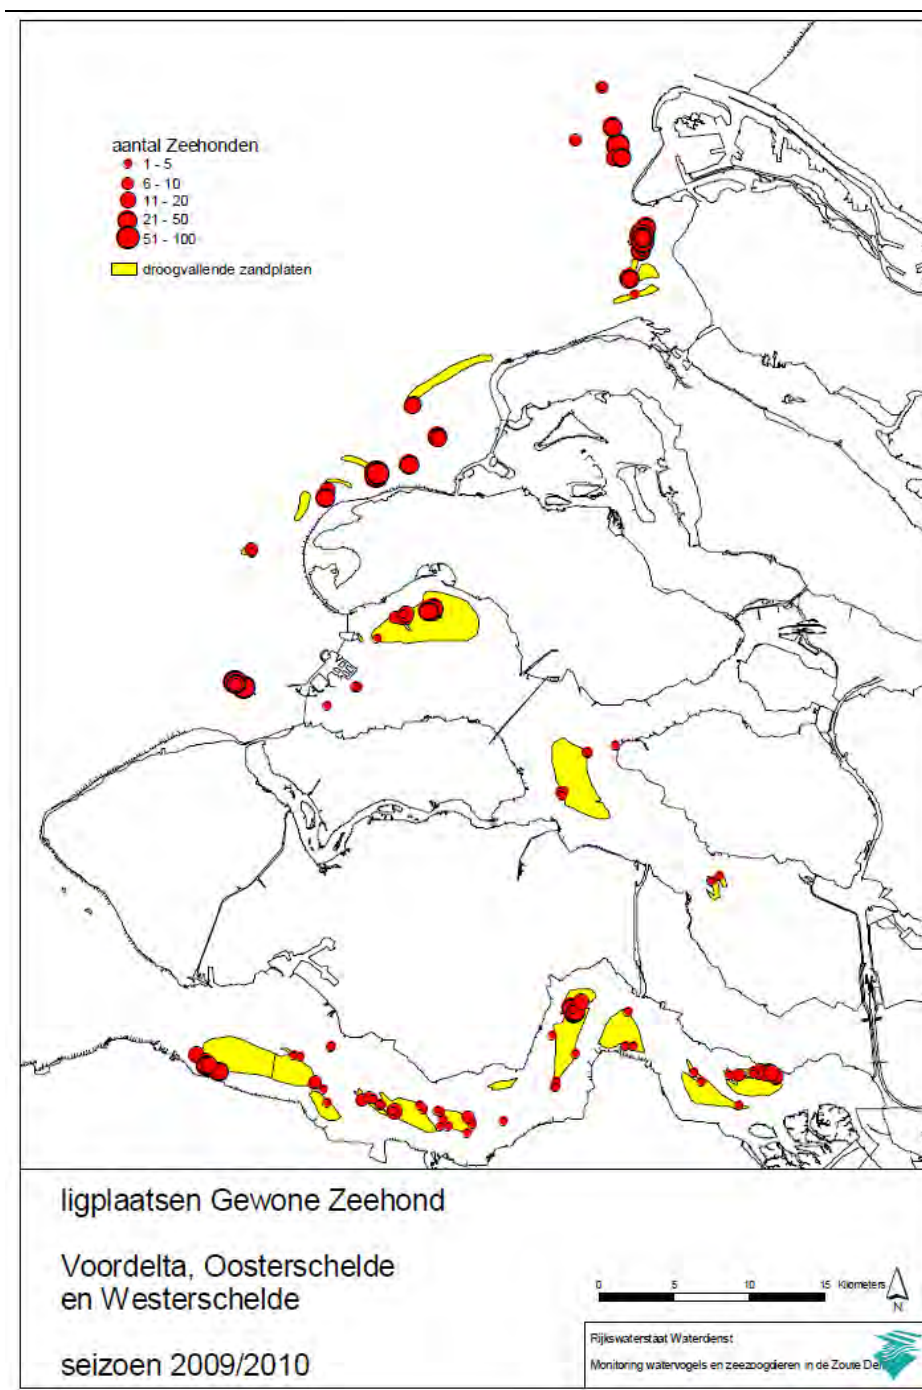 aantal Zeehonden
1 - 5
6 - 10
11 - 20
21 - 50
51 - 100
droogvallende zandplaten
ligplaatsen Gewone Zeehond
Voordelta, Oosterschelde
en Westerschelde
seizoen 2009/2010
0 5 10 15 Kilometers
N
Rijkswaterstaat Waterdienst
Monitoring watervogels en zeezoogdieren in de Zoute